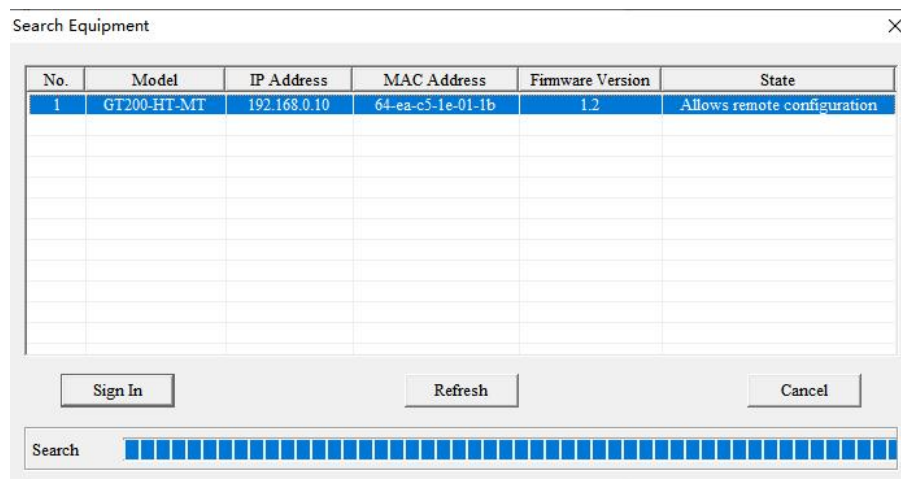 Search Equipment
No. Model IP Address MAC Address Firmware Version State
1 GT200-HT-MT 192.168.0.10 64-ea-c5-1e-01-1b 1.2 Allows remote configuration
Sign In Refresh Cancel
Search